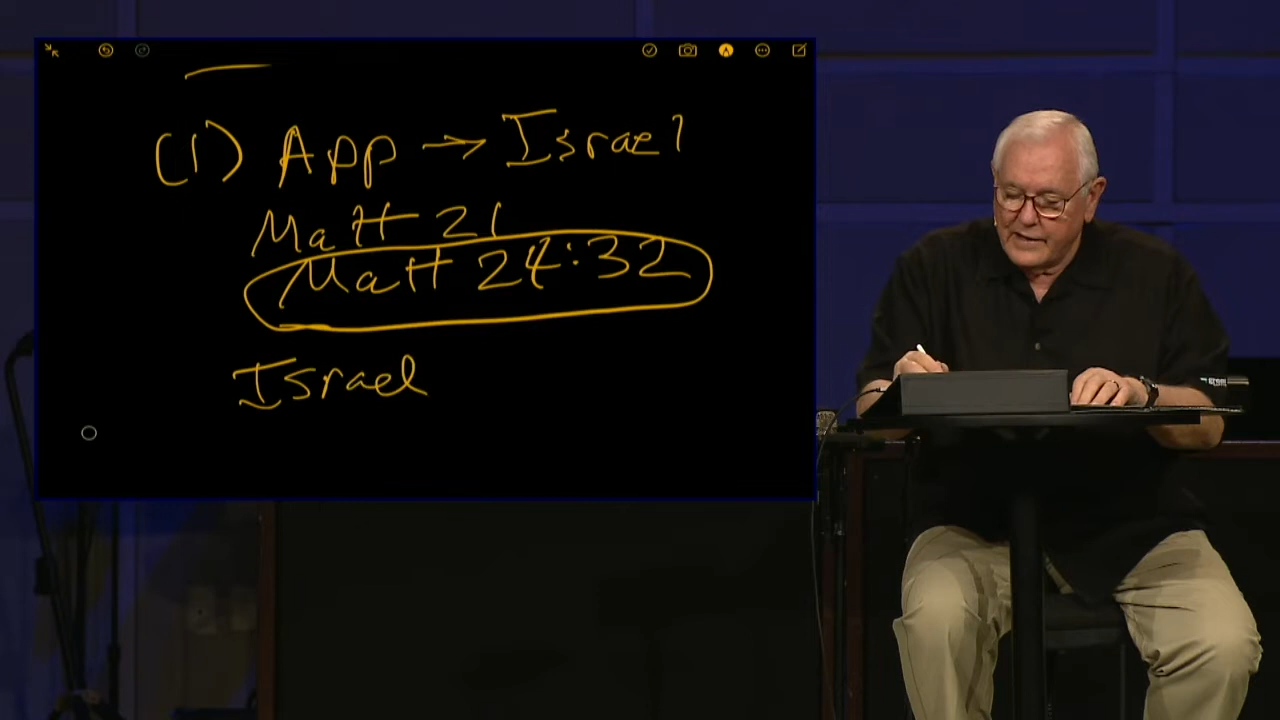 (1) App → Israel
Matt 21
Matt 24:32
Israel